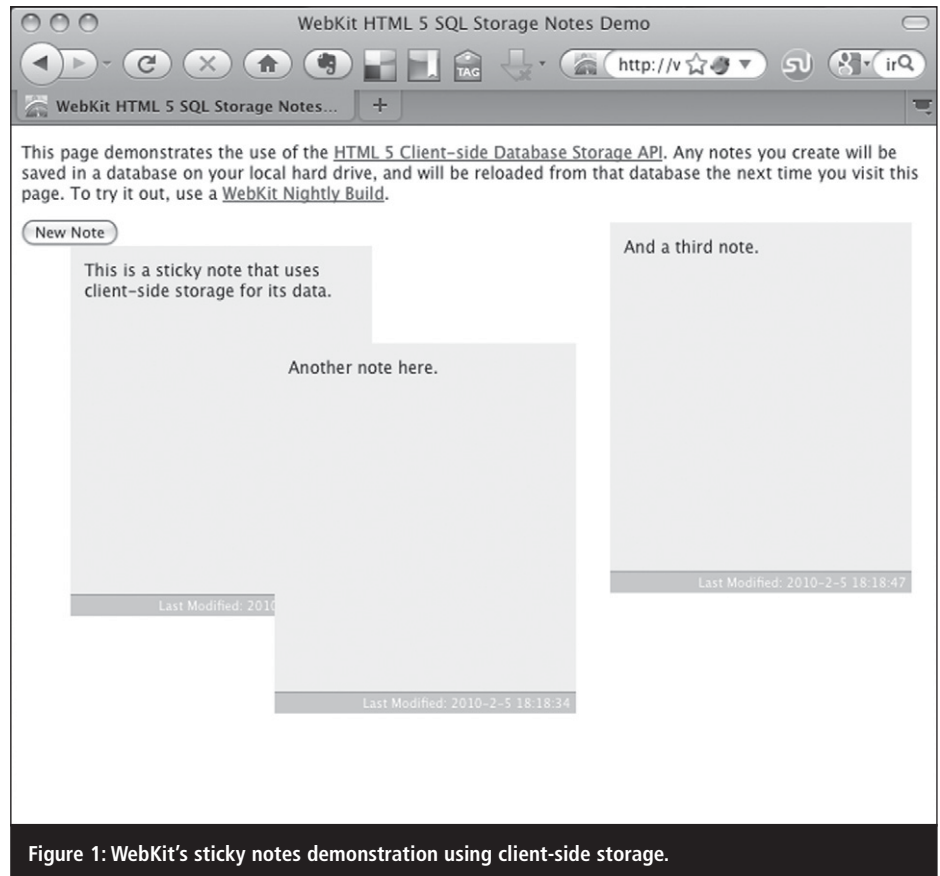 WebKit HTML 5 SQL Storage Notes Demo
TAG
http://v
irQ
WebKit HTML 5 SQL Storage Notes...
+
This page demonstrates the use of the HTML 5 Client-side Database Storage API. Any notes you create will be
saved in a database on your local hard drive, and will be reloaded from that database the next time you visit this
page. To try it out, use a WebKit Nightly Build.
New Note
This is a sticky note that uses
client-side storage for its data.
Last Modified: 2010
Another note here.
Last Modified: 2010-2-5 18:18:34
And a third note.
Last Modified: 2010-2-5 18:18:47
Figure 1: WebKit's sticky notes demonstration using client-side storage.